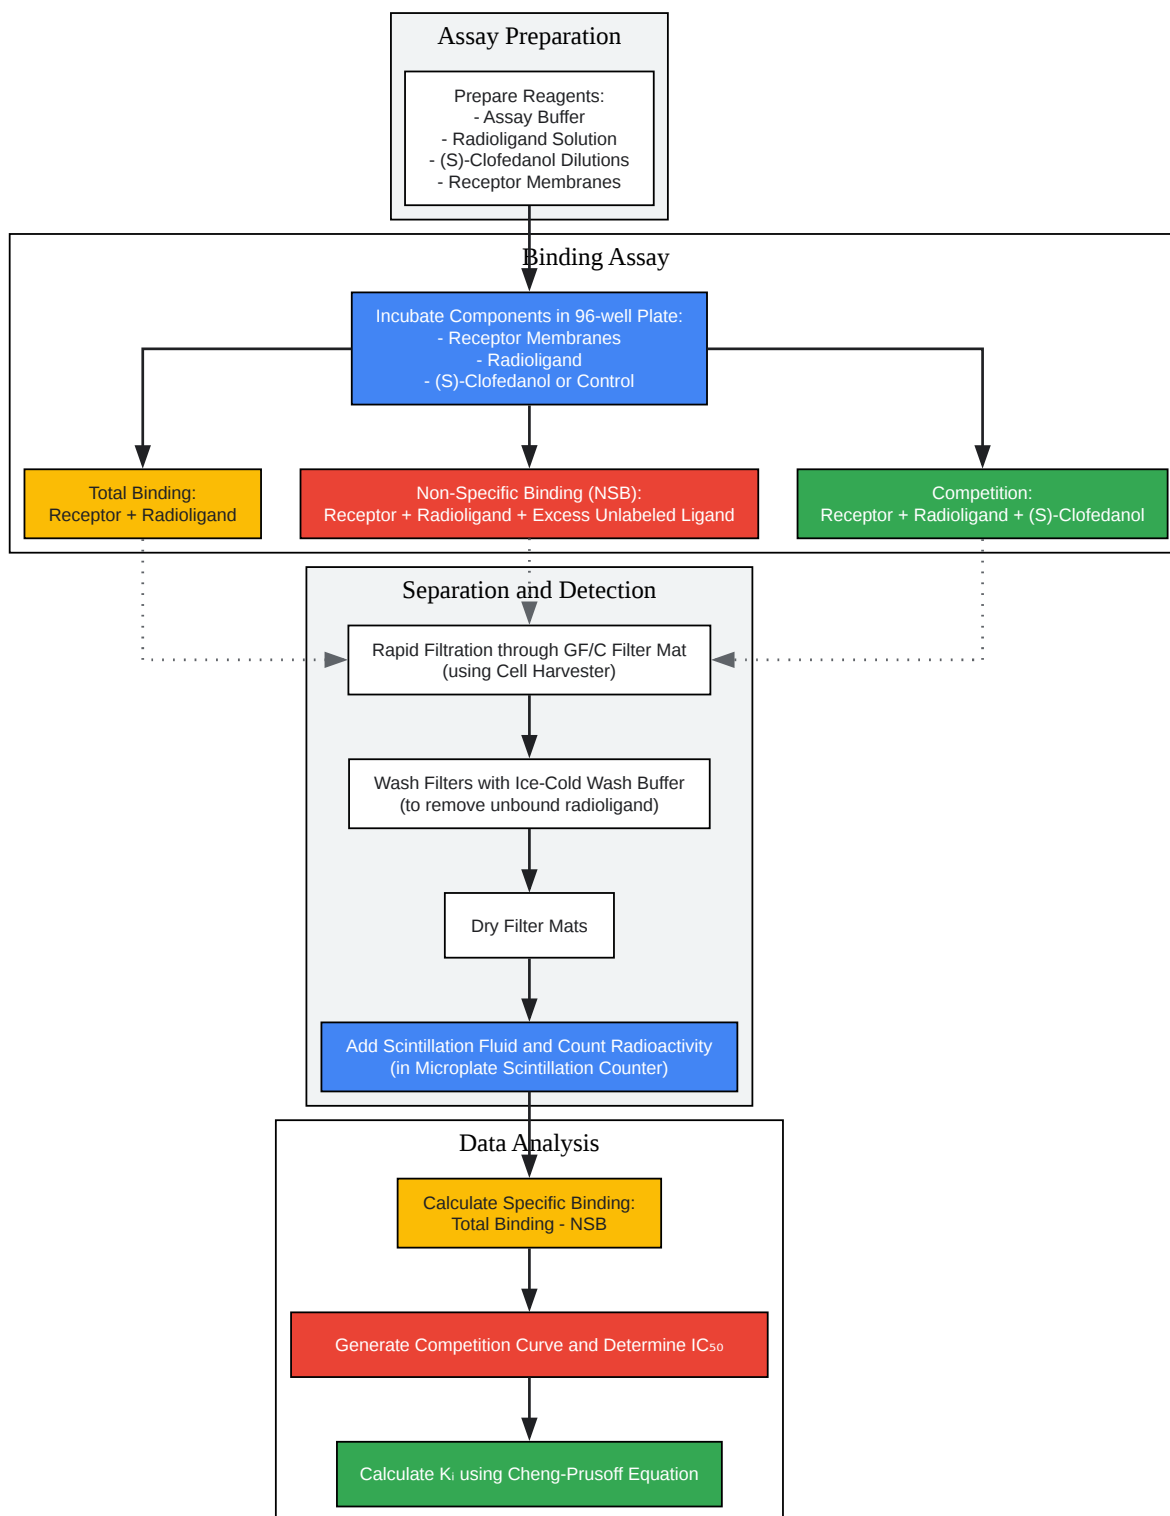 Assay Preparation
Prepare Reagents:
- Assay Buffer
- Radioligand Solution
- (S)-Clofedanol Dilutions
- Receptor Membranes
Binding Assay
Incubate Components in 96-well Plate:
- Receptor Membranes
- Radioligand
- (S)-Clofedanol or Control
Total Binding:
Receptor + Radioligand
Non-Specific Binding (NSB):
Receptor + Radioligand + Excess Unlabeled Ligand
Competition:
Receptor + Radioligand + (S)-Clofedanol
Separation and Detection
Rapid Filtration through GF/C Filter Mat
(using Cell Harvester)
Wash Filters with Ice-Cold Wash Buffer
(to remove unbound radioligand)
Dry Filter Mats
Add Scintillation Fluid and Count Radioactivity
(in Microplate Scintillation Counter)
Data Analysis
Calculate Specific Binding:
Total Binding - NSB
Generate Competition Curve and Determine IC₅₀
Calculate Kᵢ using Cheng-Prusoff Equation